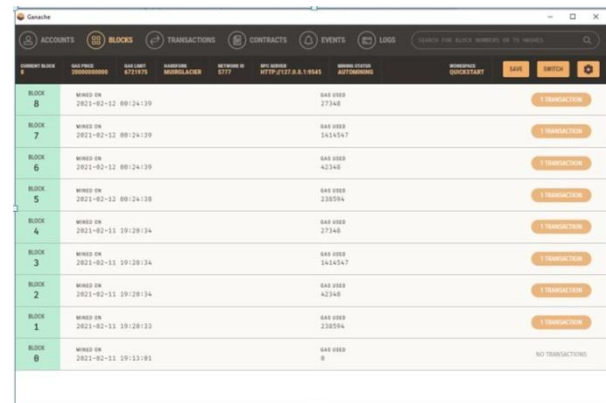 Ganache
ACCOUNTS BLOCKS TRANSACTIONS CONTRACTS EVENTS LOGS SEARCH FOR BLOCK NUMBERS OR TX HASHES
CURRENT BLOCK GAS PRICE GAS LIMIT HARDFORK NETWORK ID RPC SERVER MINING STATUS WORKSPACE
8 20000000000 6721975 MUIRGLACIER 5777 HTTP://127.0.0.1:9545 AUTOMINING QUICKSTART SAVE SWITCH
BLOCK MINED ON GAS USED
8 2021-02-12 00:24:39 27348 1 TRANSACTION
BLOCK MINED ON GAS USED
7 2021-02-12 00:24:39 1414547 1 TRANSACTION
BLOCK MINED ON GAS USED
6 2021-02-12 00:24:39 42348 1 TRANSACTION
BLOCK MINED ON GAS USED
5 2021-02-12 00:24:38 238594 1 TRANSACTION
BLOCK MINED ON GAS USED
4 2021-02-11 19:28:34 27348 1 TRANSACTION
BLOCK MINED ON GAS USED
3 2021-02-11 19:28:34 1414547 1 TRANSACTION
BLOCK MINED ON GAS USED
2 2021-02-11 19:28:34 42348 1 TRANSACTION
BLOCK MINED ON GAS USED
1 2021-02-11 19:28:33 238594 1 TRANSACTION
BLOCK MINED ON GAS USED
0 2021-02-11 19:13:01 0 NO TRANSACTIONS